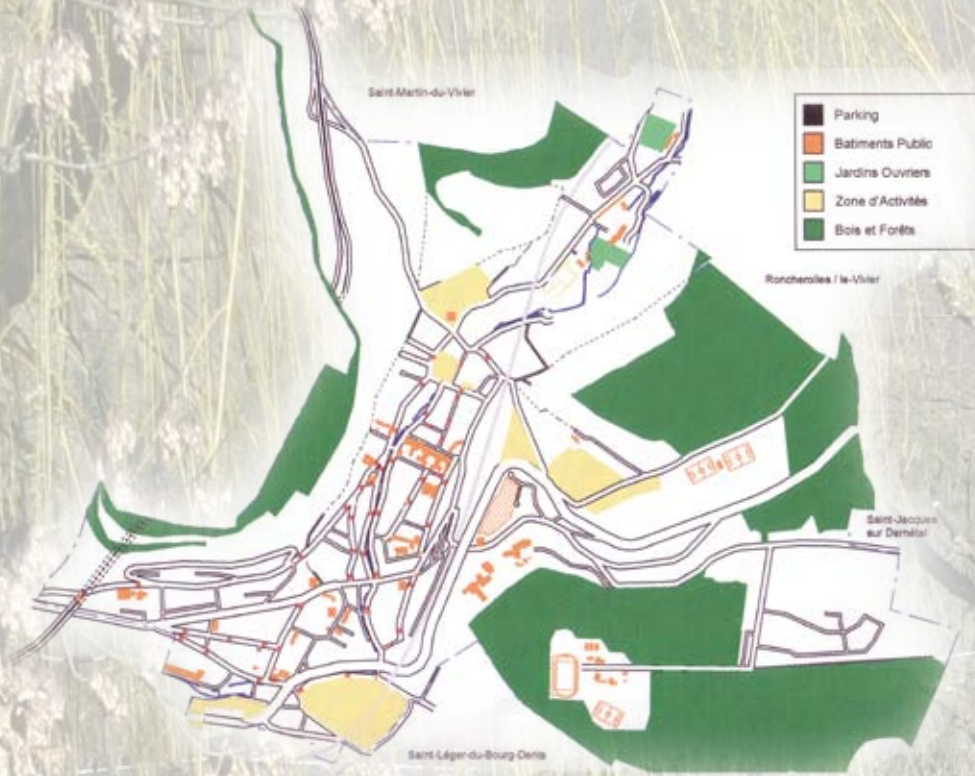 Saint-Martin-du-Vivier
Parking
Batiments Public
Jardins Ouvriers
Zone d'Activités
Bois et Forêts
Roncherolles / le-Vivier
Saint-Jacques
sur Darnétal
Saint-Léger-du-Bourg-Denis